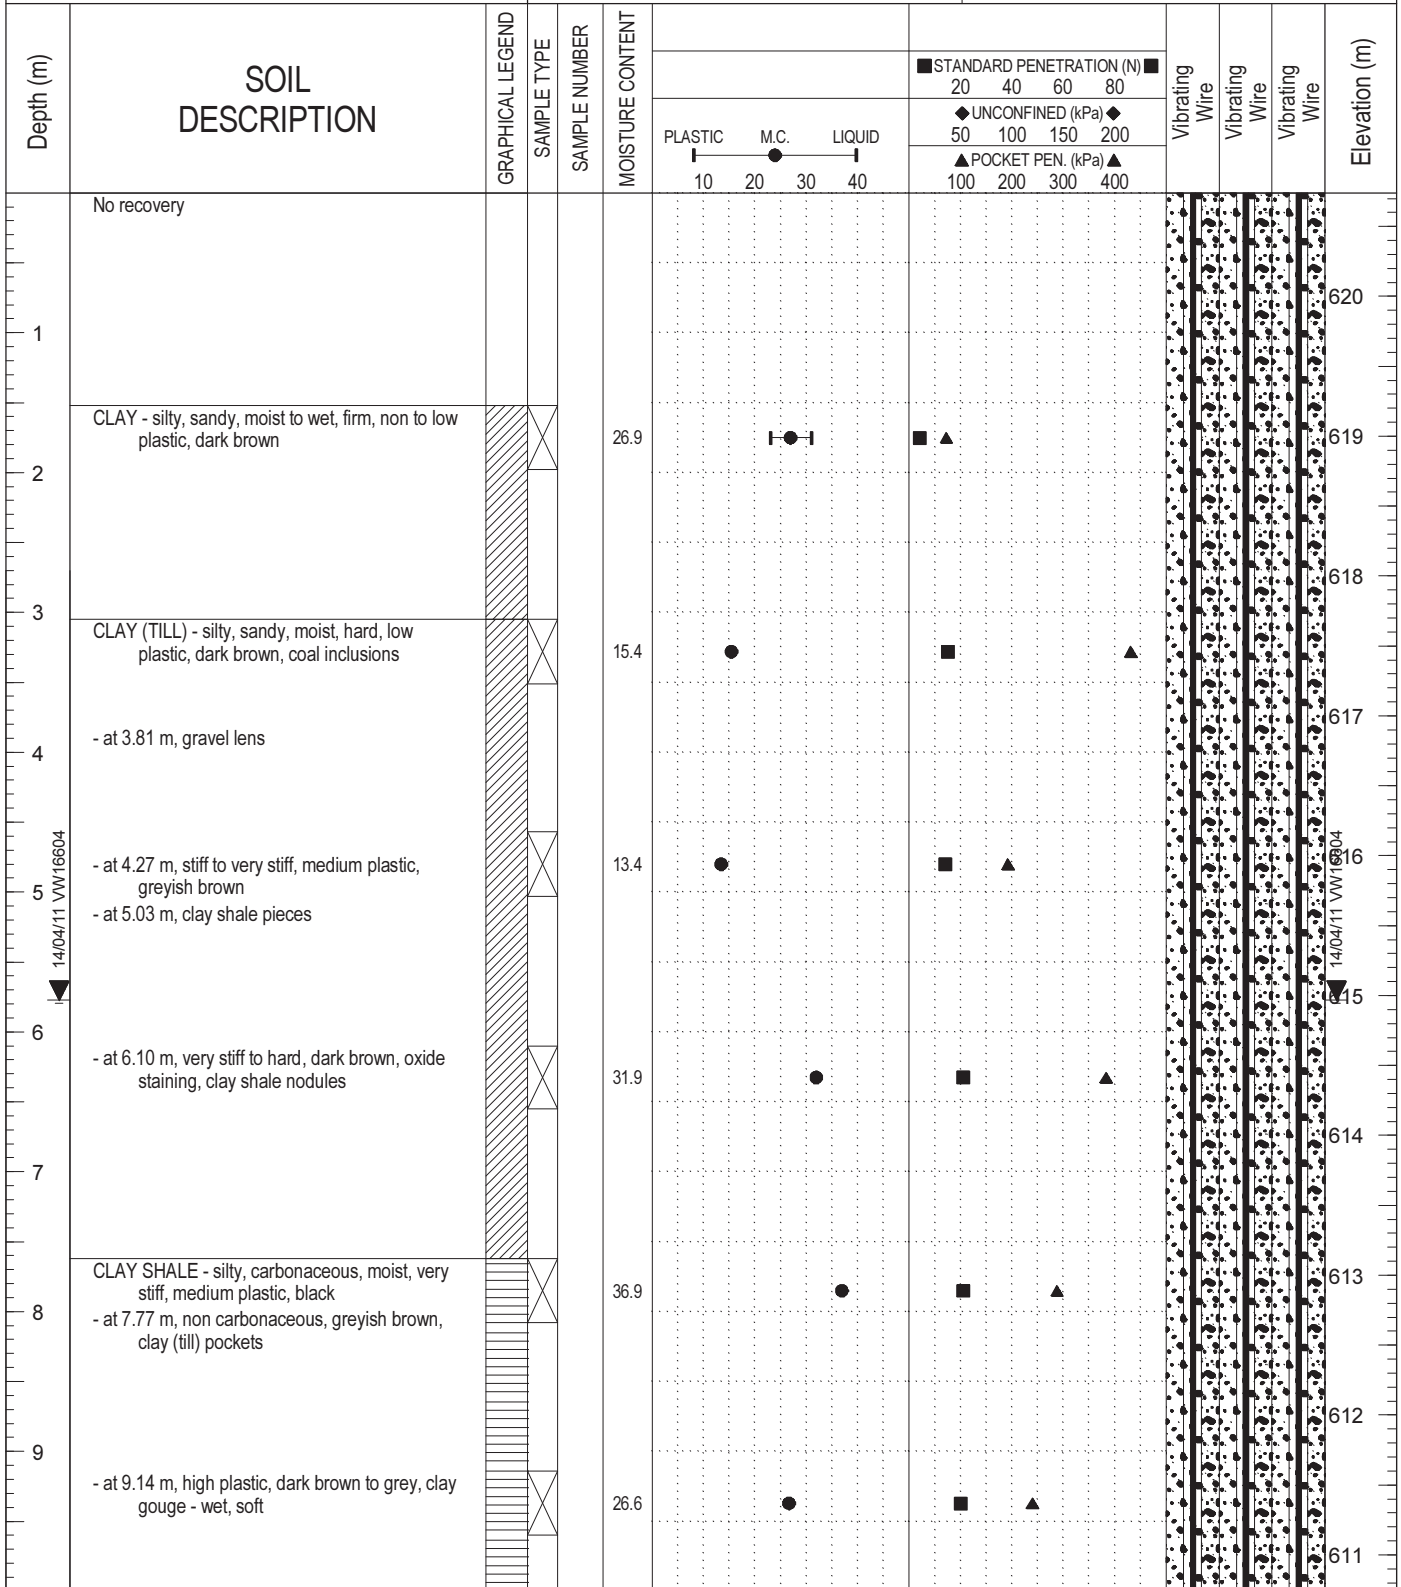 Depth (m)
SOIL
DESCRIPTION
GRAPHICAL LEGEND
SAMPLE TYPE
SAMPLE NUMBER
MOISTURE CONTENT
PLASTIC M.C. LIQUID
10 20 30 40
STANDARD PENETRATION (N)
20 40 60 80
UNCONFINED (kPa)
50 100 150 200
POCKET PEN. (kPa)
100 200 300 400
Vibrating
Wire
Vibrating
Wire
Vibrating
Wire
Elevation (m)
No recovery
620
1
CLAY - silty, sandy, moist to wet, firm, non to low
plastic, dark brown
26.9
619
2
618
3
CLAY (TILL) - silty, sandy, moist, hard, low
plastic, dark brown, coal inclusions
15.4
617
- at 3.81 m, gravel lens
4
14/04/11 VW16604
- at 4.27 m, stiff to very stiff, medium plastic,
greyish brown
13.4
616
14/04/11 VW16604
5
- at 5.03 m, clay shale pieces
615
6
- at 6.10 m, very stiff to hard, dark brown, oxide
staining, clay shale nodules
31.9
614
7
CLAY SHALE - silty, carbonaceous, moist, very
stiff, medium plastic, black
36.9
613
8
- at 7.77 m, non carbonaceous, greyish brown,
clay (till) pockets
612
9
- at 9.14 m, high plastic, dark brown to grey, clay
gouge - wet, soft
26.6
611